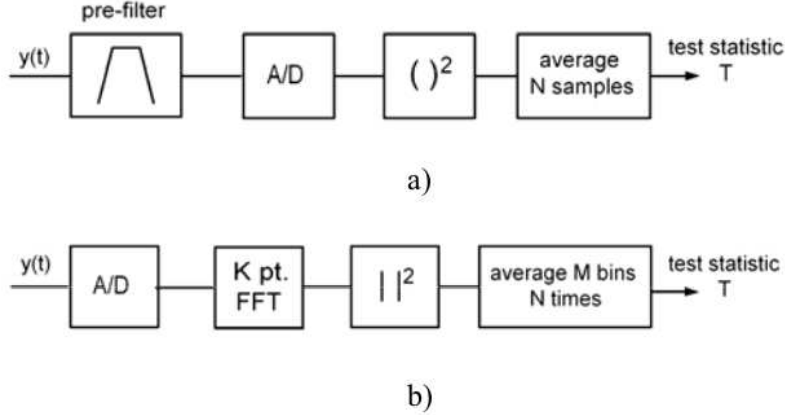 pre-filter
y(t)
A/D
( )²
average
N samples
test statistic
T
a)
y(t)
A/D
K pt.
FFT
| |²
average M bins
N times
test statistic
T
b)